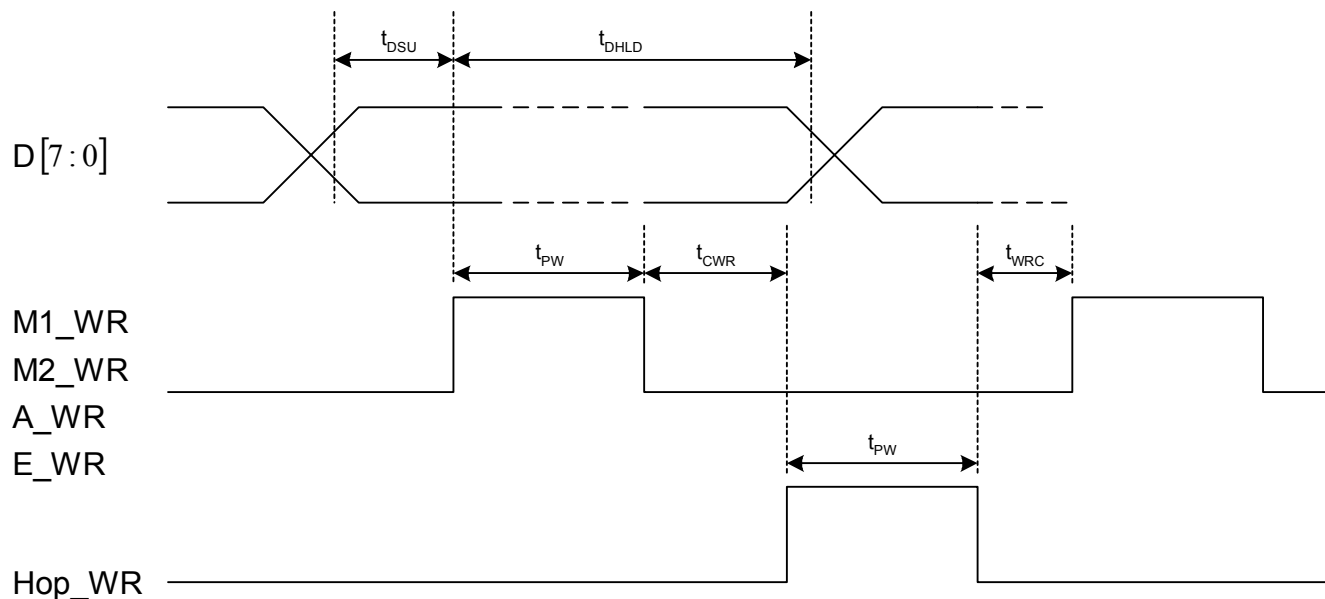 tDSU tDHLD
D[7:0]
tPW tCWR tWRC
M1_WR
M2_WR
A_WR
E_WR
tPW
Hop_WR